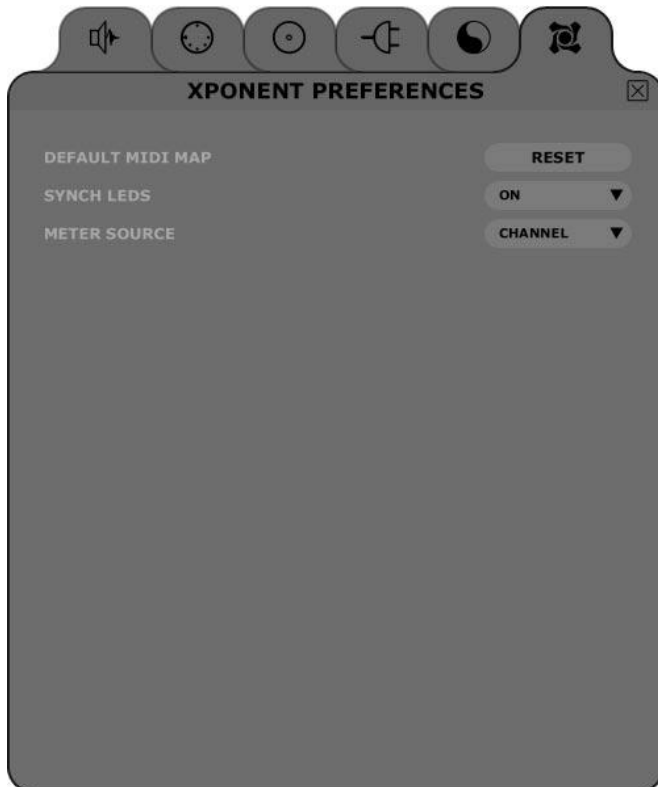 XPONENT PREFERENCES
DEFAULT MIDI MAP RESET
SYNCH LEDS ON
METER SOURCE CHANNEL